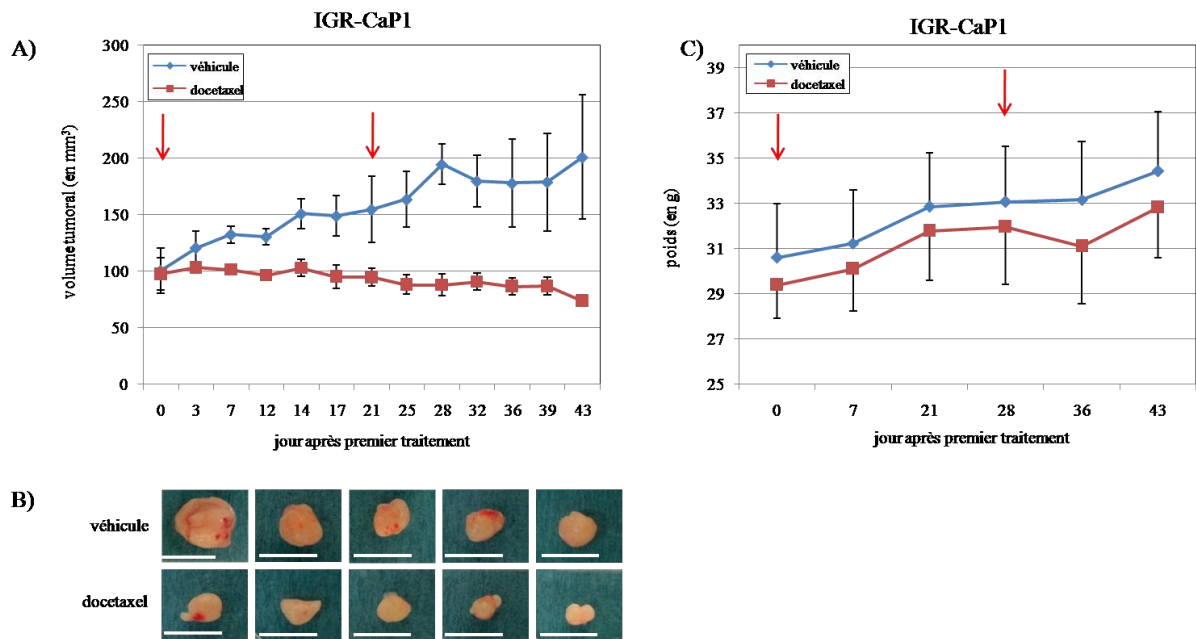 A)
IGR-CaP1
véhicule
docetaxel
volume tumoral (en mm³)
300
250
200
150
100
50
0
0 3 7 12 14 17 21 25 28 32 36 39 43
jour après premier traitement
C)
IGR-CaP1
véhicule
docetaxel
poids (en g)
39
37
35
33
31
29
27
25
0 7 21 28 36 43
jour après premier traitement
B)
véhicule
docetaxel